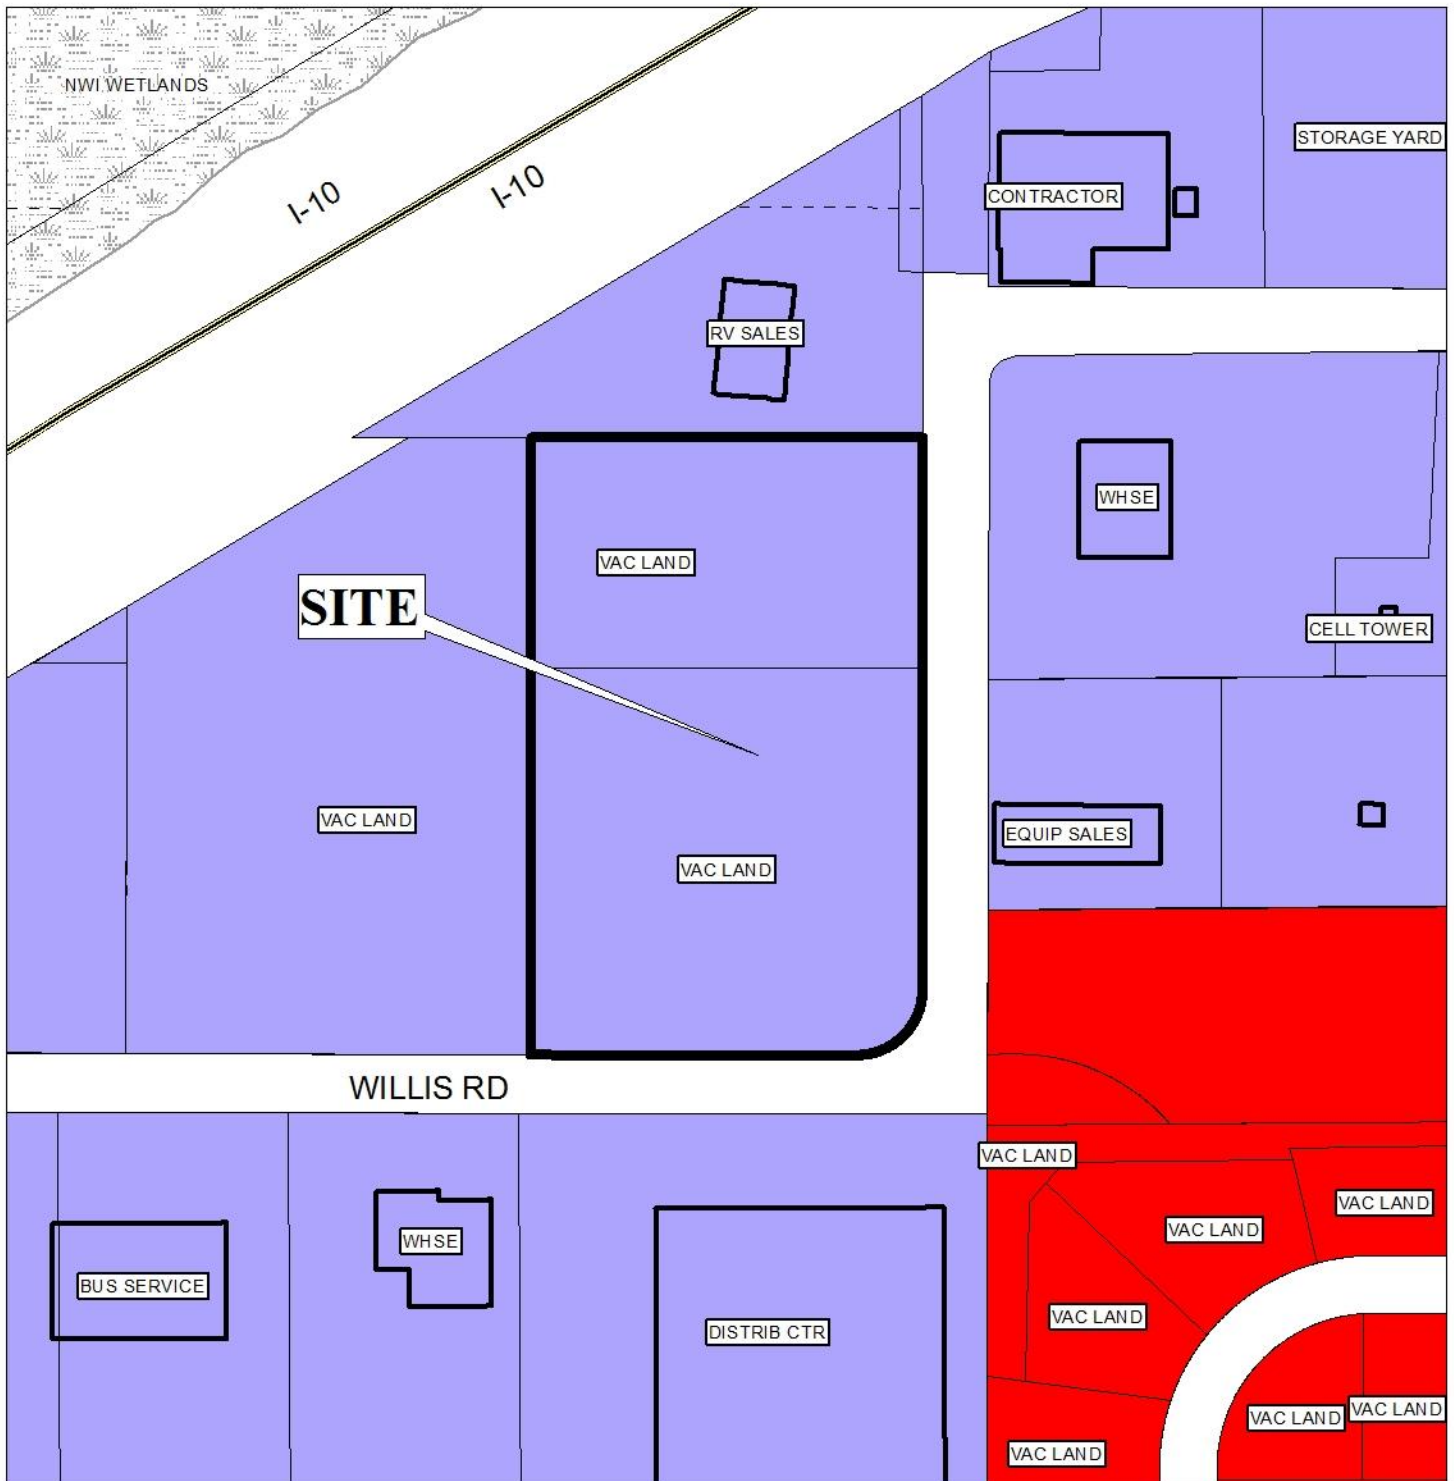 NWI WETLANDS
STORAGE YARD
I-10
I-10
CONTRACTOR
RV SALES
WHSE
VAC LAND
SITE
CELL TOWER
VAC LAND
EQUIP SALES
VAC LAND
WILLIS RD
VAC LAND
VAC LAND
VAC LAND
WHSE
BUS SERVICE
VAC LAND
DISTRIB CTR
VAC LAND
VAC LAND
VAC LAND